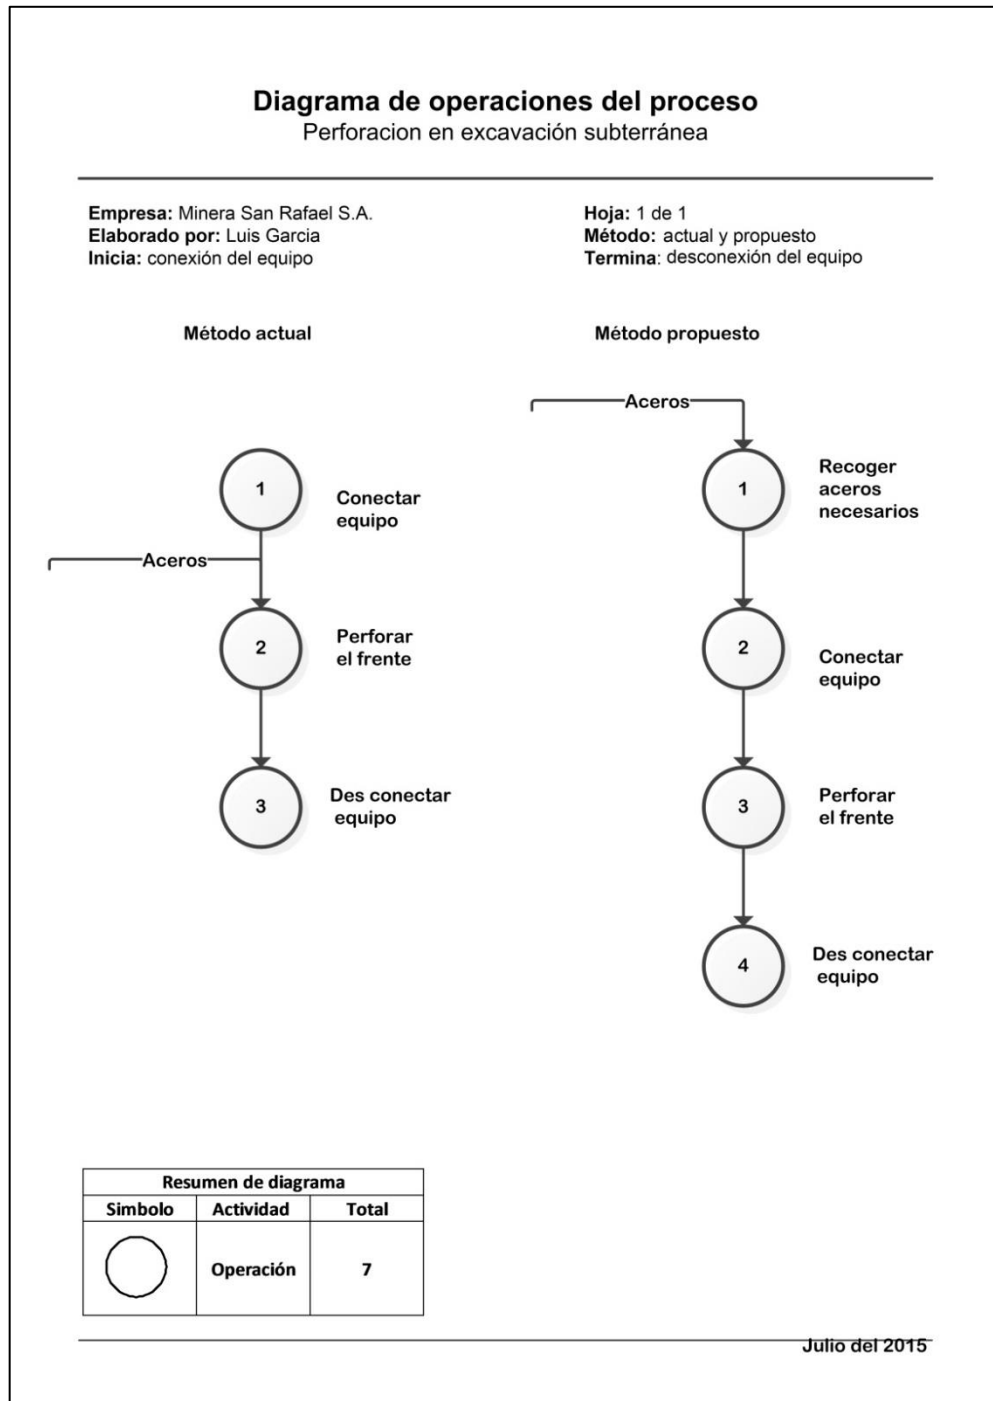 Diagrama de operaciones del proceso
Perforacion en excavación subterránea
Empresa: Minera San Rafael S.A.
Elaborado por: Luis Garcia
Inicia: conexión del equipo
Hoja: 1 de 1
Método: actual y propuesto
Termina: desconexión del equipo
Método actual
1
Conectar
equipo
Aceros
2
Perforar
el frente
3
Des conectar
equipo
Método propuesto
Aceros
1
Recoger
aceros
necesarios
2
Conectar
equipo
3
Perforar
el frente
4
Des conectar
equipo
Resumen de diagrama
Simbolo Actividad Total
Operación 7
Julio del 2015